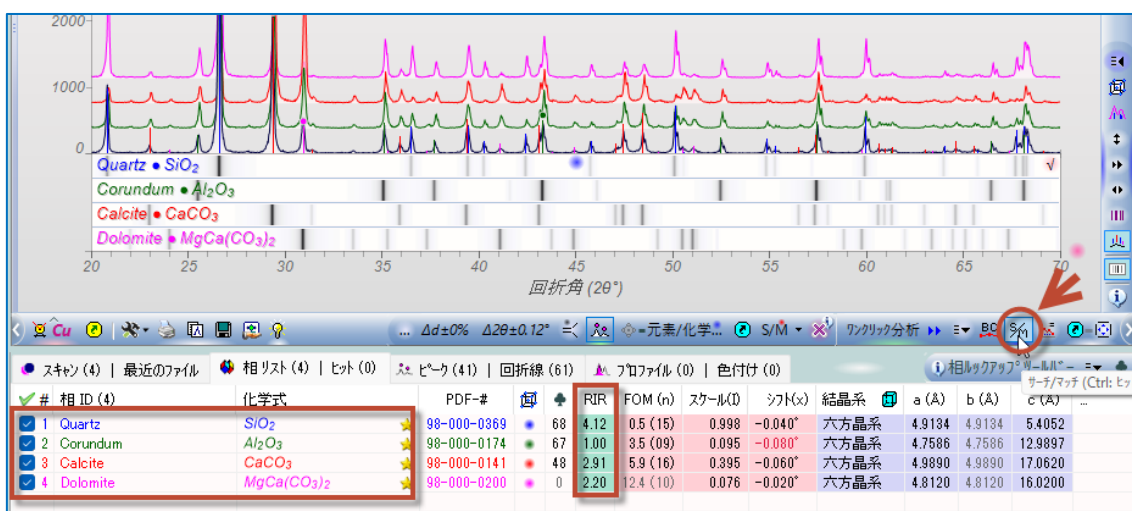 2000
1000
0
Quartz • SiO₂
Corundum • Al₂O₃
Calcite • CaCO₃
Dolomite • MgCa(CO₃)₂
20 25 30 35 40 45 50 55 60 65 70
回折角 (2θ°)
Cu ... Δd±0% Δ2θ±0.12° =元素/化学... S/M ワンクリック分析 BG S/M
スキャン (4) | 最近のファイル 相リスト (4) | ヒット (0) ピーク (41) | 回折線 (61) プロファイル (0) | 色付け (0)
サーチ/マッチ (Ctrl: ヒッ
# 相 ID (4) 化学式 PDF-# RIR FOM (n) スケール(I) シフト(x) 結晶系 a (Å) b (Å) c (Å) ...
1 Quartz SiO₂ 98-000-0369 68 4.12 0.5 (15) 0.998 -0.040° 六方晶系 4.9134 4.9134 5.4052
2 Corundum Al₂O₃ 98-000-0174 67 1.00 3.5 (09) 0.095 -0.080° 六方晶系 4.7586 4.7586 12.9897
3 Calcite CaCO₃ 98-000-0141 48 2.91 5.9 (16) 0.395 -0.060° 六方晶系 4.9890 4.9890 17.0620
4 Dolomite MgCa(CO₃)₂ 98-000-0200 0 2.20 12.4 (10) 0.076 -0.020° 六方晶系 4.8120 4.8120 16.0200